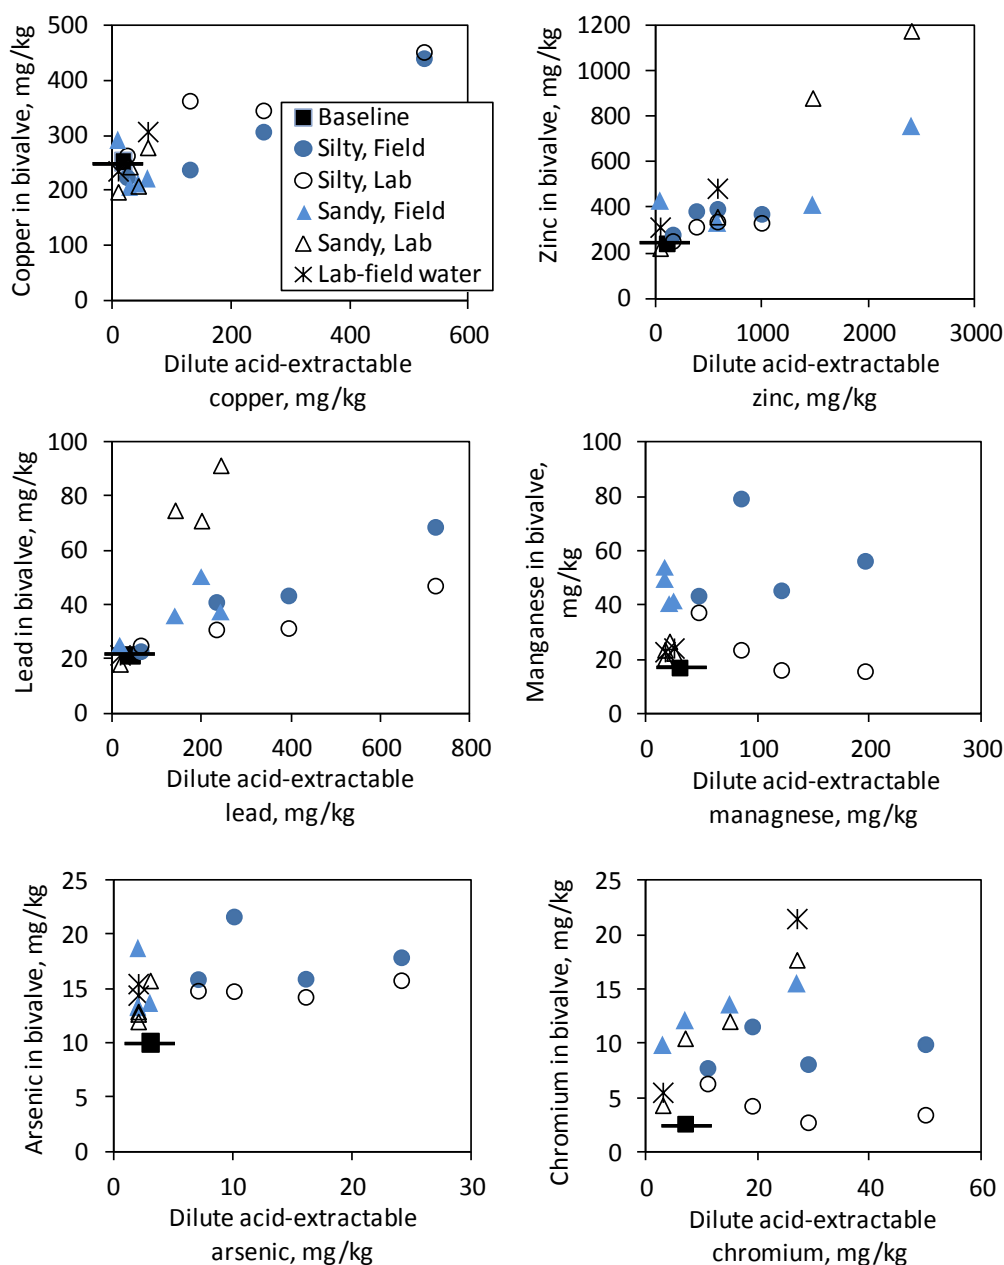 Copper in bivalve, mg/kg
500
400
300
200
100
0
0 200 400 600
Dilute acid-extractable
copper, mg/kg
Baseline
Silty, Field
Silty, Lab
Sandy, Field
Sandy, Lab
Lab-field water
Zinc in bivalve, mg/kg
1200
1000
800
600
400
200
0
0 1000 2000 3000
Dilute acid-extractable
zinc, mg/kg
Lead in bivalve, mg/kg
100
80
60
40
20
0
0 200 400 600 800
Dilute acid-extractable
lead, mg/kg
Manganese in bivalve,
mg/kg
100
80
60
40
20
0
0 100 200 300
Dilute acid-extractable
managnese, mg/kg
Arsenic in bivalve, mg/kg
25
20
15
10
5
0
0 10 20 30
Dilute acid-extractable
arsenic, mg/kg
Chromium in bivalve, mg/kg
25
20
15
10
5
0
0 20 40 60
Dilute acid-extractable
chromium, mg/kg